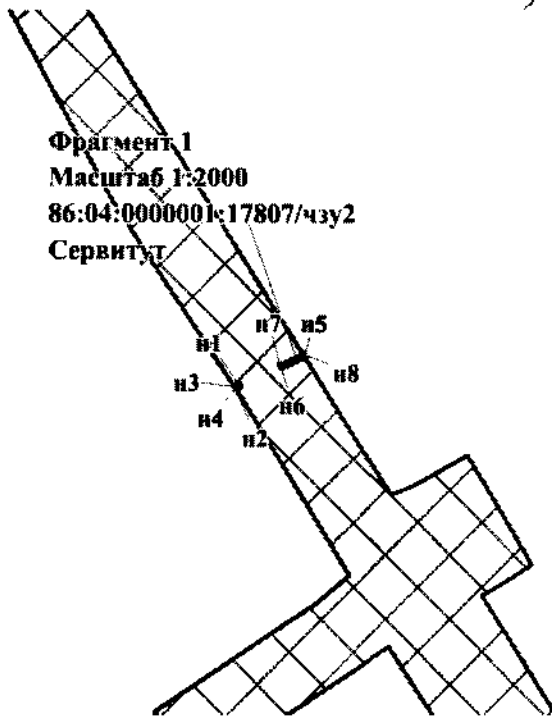 Фрагмент 1
Масштаб 1:2000
86:04:0000001:17807/чзу2
Сервитут
н7 н5
н1
н8
н3
н6
н4
н2